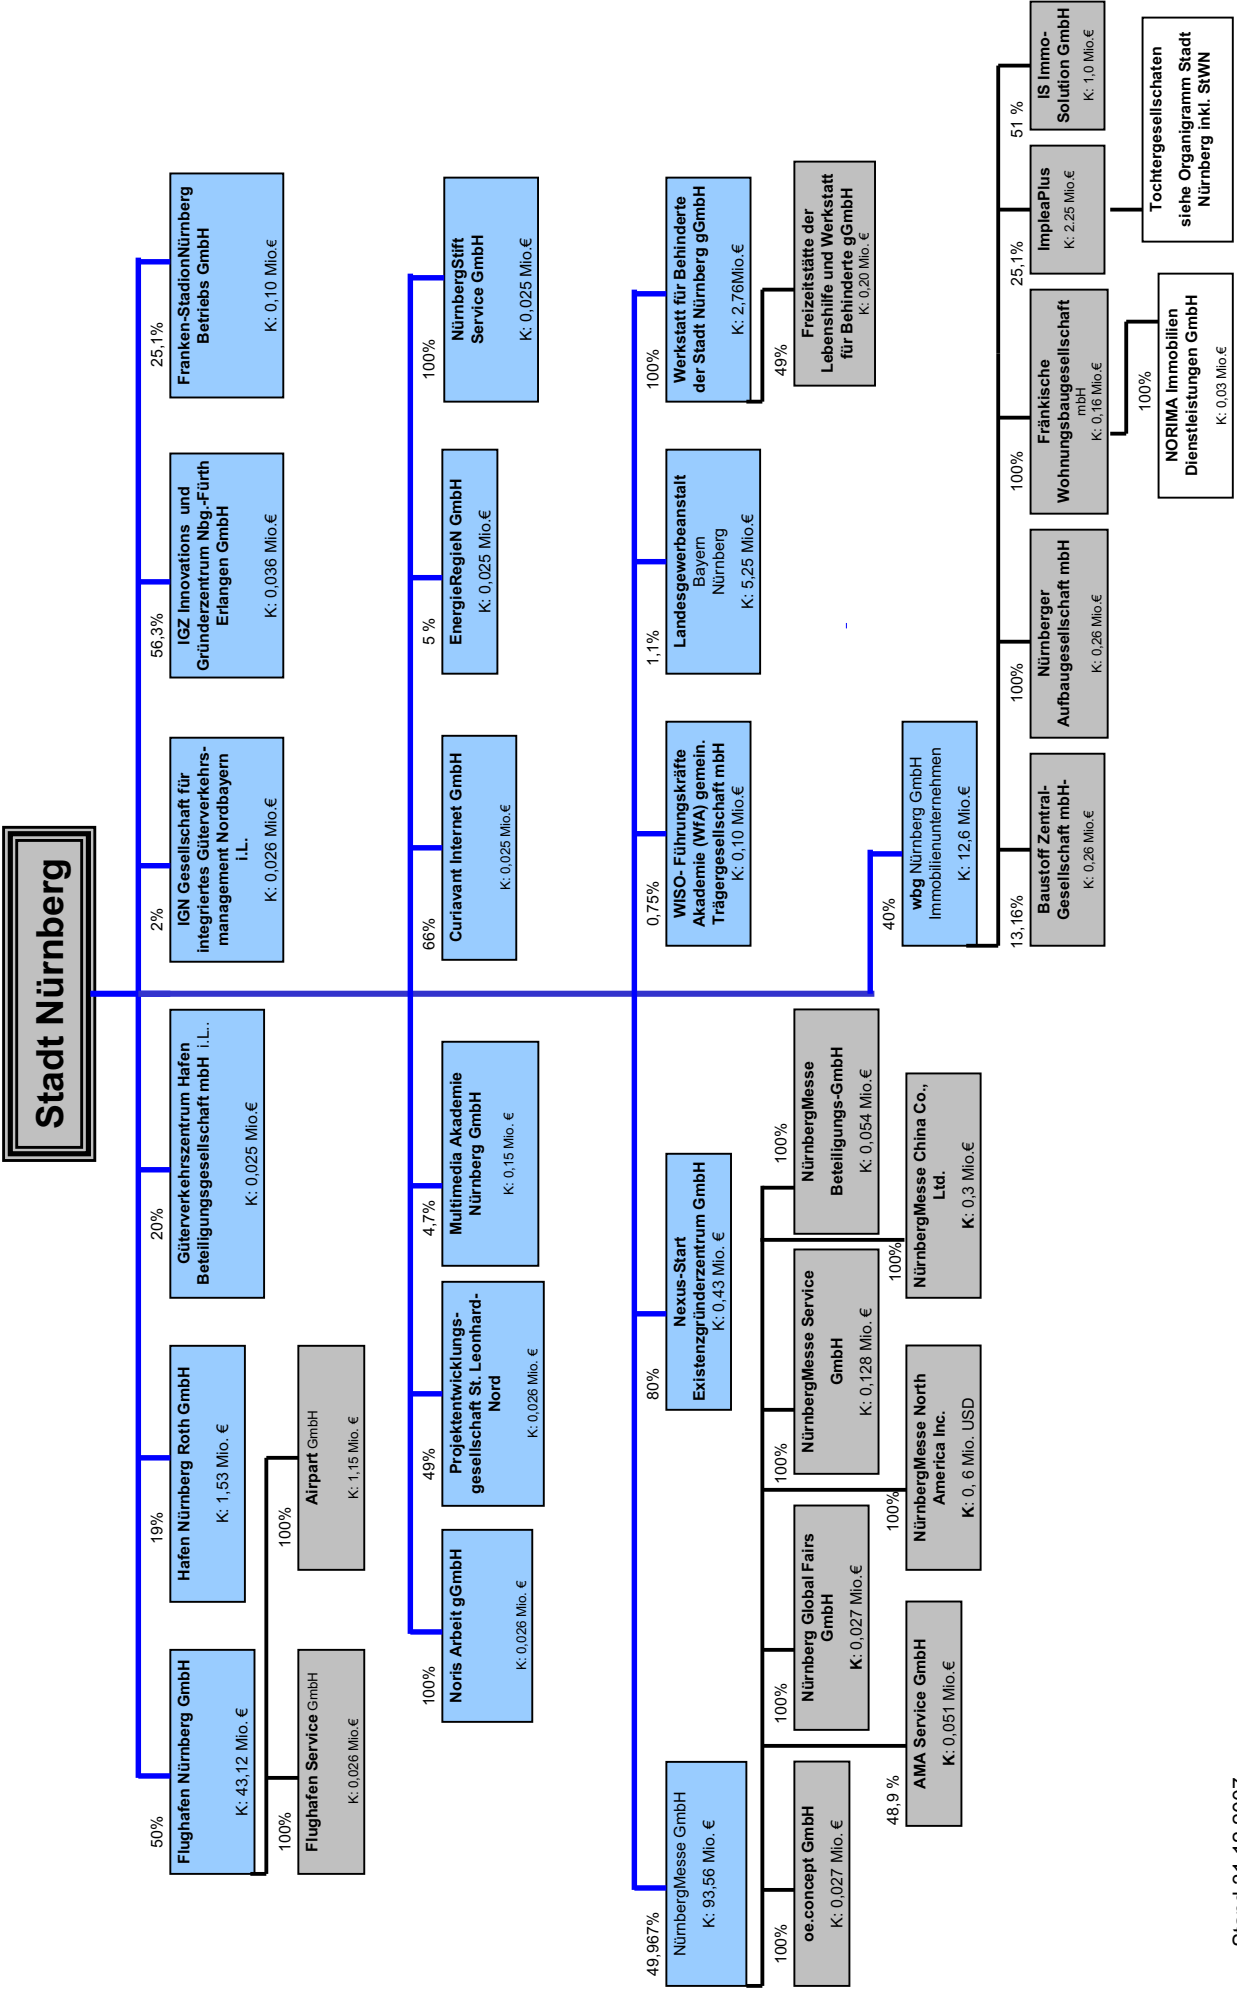 Stadt Nürnberg
50%
Flughafen Nürnberg GmbH
K: 43,12 Mio. €
100%
Flughafen Service GmbH
K: 0,026 Mio.€
100%
Airpart GmbH
K: 1,15 Mio. €
19%
Hafen Nürnberg Roth GmbH
K: 1,53 Mio. €
20%
Güterverkehrszentrum Hafen
Beteiligungsgesellschaft mbH i.L..
K: 0,025 Mio.€
2%
IGN Gesellschaft für
integriertes Güterverkehrs-
management Nordbayern
i.L.
K: 0,026 Mio.€
56,3%
IGZ Innovations und
Gründerzentrum Nbg.-Fürth
Erlangen GmbH
K: 0,036 Mio.€
25,1%
Franken-StadionNürnberg
Betriebs GmbH
K: 0,10 Mio.€
100%
Noris Arbeit gGmbH
K: 0,026 Mio. €
49%
Projektentwicklungs-
gesellschaft St. Leonhard-
Nord
K: 0,026 Mio. €
4,7%
Multimedia Akademie
Nürnberg GmbH
K: 0,15 Mio. €
66%
Curiavant Internet GmbH
K: 0,025 Mio.€
5 %
EnergieRegieN GmbH
K: 0,025 Mio.€
100%
NürnbergStift
Service GmbH
K: 0,025 Mio.€
49,967%
NürnbergMesse GmbH
K: 93,56 Mio. €
100%
oe.concept GmbH
K: 0,027 Mio. €
48,9 %
AMA Service GmbH
K: 0,051 Mio.€
100%
Nürnberg Global Fairs
GmbH
K: 0,027 Mio.€
100%
NürnbergMesse North
America Inc.
K: 0, 6 Mio. USD
100%
NürnbergMesse Service
GmbH
K: 0,128 Mio. €
100%
NürnbergMesse China Co.,
Ltd.
K: 0,3 Mio.€
100%
NürnbergMesse
Beteiligungs-GmbH
K: 0,054 Mio.€
80%
Nexus-Start
Existenzgründerzentrum GmbH
K: 0,43 Mio. €
0,75%
WISO- Führungskräfte
Akademie (WfA) gemein.
Trägergesellschaft mbH
K: 0,10 Mio.€
1,1%
Landesgewerbeanstalt
Bayern
Nürnberg
K: 5,25 Mio.€
100%
Werkstatt für Behinderte
der Stadt Nürnberg gGmbH
K: 2,76Mio.€
49%
Freizeitstätte der
Lebenshilfe und Werkstatt
für Behinderte gGmbH
K: 0,20 Mio. €
40%
wbg Nürnberg GmbH
Immobilienunternehmen
K: 12,6 Mio.€
13,16%
Baustoff Zentral-
Gesellschaft mbH-
K: 0,26 Mio.€
100%
Nürnberger
Aufbaugesellschaft mbH
K: 0,26 Mio.€
100%
Fränkische
Wohnungsbaugesellschaft
mbH
K: 0,16 Mio.€
100%
NORIMA Immobilien
Dienstleistungen GmbH
K: 0,03 Mio.€
25,1%
ImpleaPlus
K: 2.25 Mio.€
Tochtergesellschaten
siehe Organigramm Stadt
Nürnberg inkl. StWN
51 %
IS Immo-
Solution GmbH
K: 1,0 Mio.€